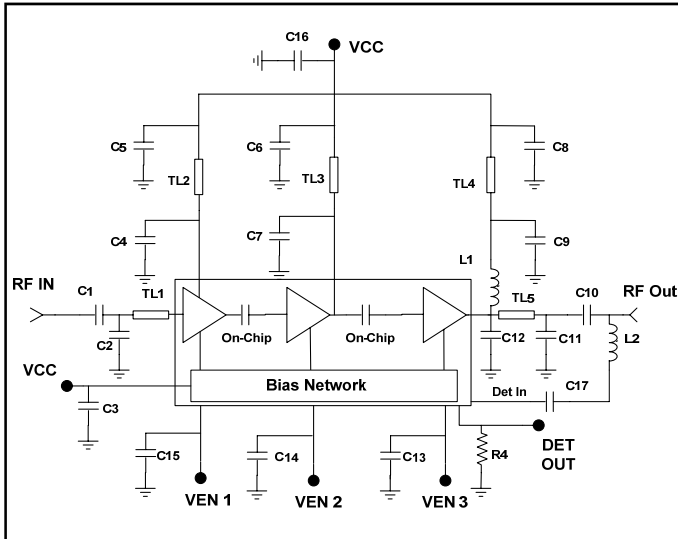 C16
VCC
C5
C6
C8
TL2
TL3
TL4
C4
C7
C9
L1
RF IN
C1
TL1
TL5
C10
RF Out
C2
On-Chip
On-Chip
C12
C11
L2
VCC
Bias Network
Det In
C17
C3
C15
C14
C13
R4
DET
OUT
VEN 1
VEN 2
VEN 3